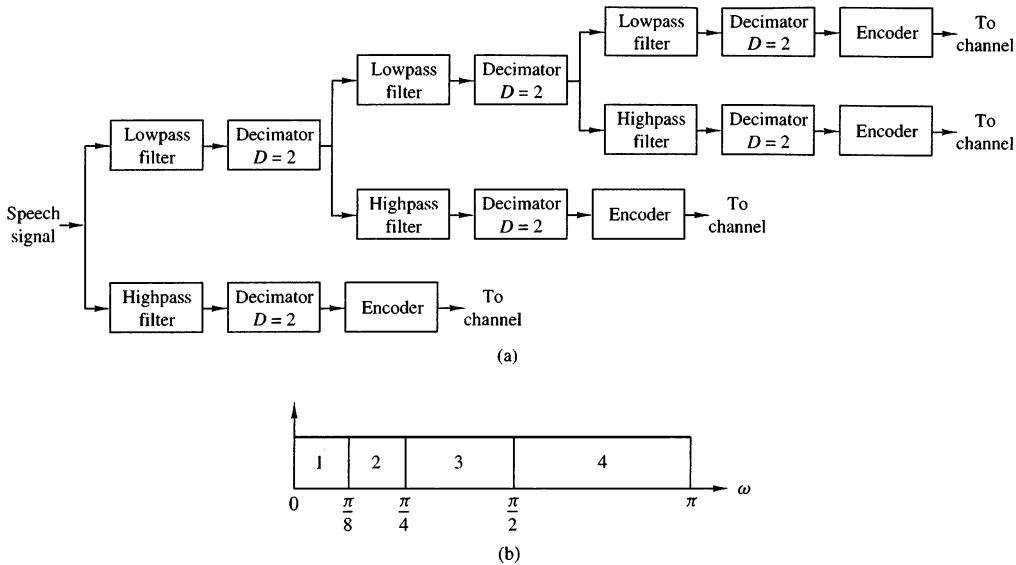 Lowpass
filter
Decimator
D = 2
Encoder
To
channel
Lowpass
filter
Decimator
D = 2
Highpass
filter
Decimator
D = 2
Encoder
To
channel
Lowpass
filter
Decimator
D = 2
Speech
signal
Highpass
filter
Decimator
D = 2
Encoder
To
channel
Highpass
filter
Decimator
D = 2
Encoder
To
channel
(a)
1 2 3 4
0 π/8 π/4 π/2 π ω
(b)